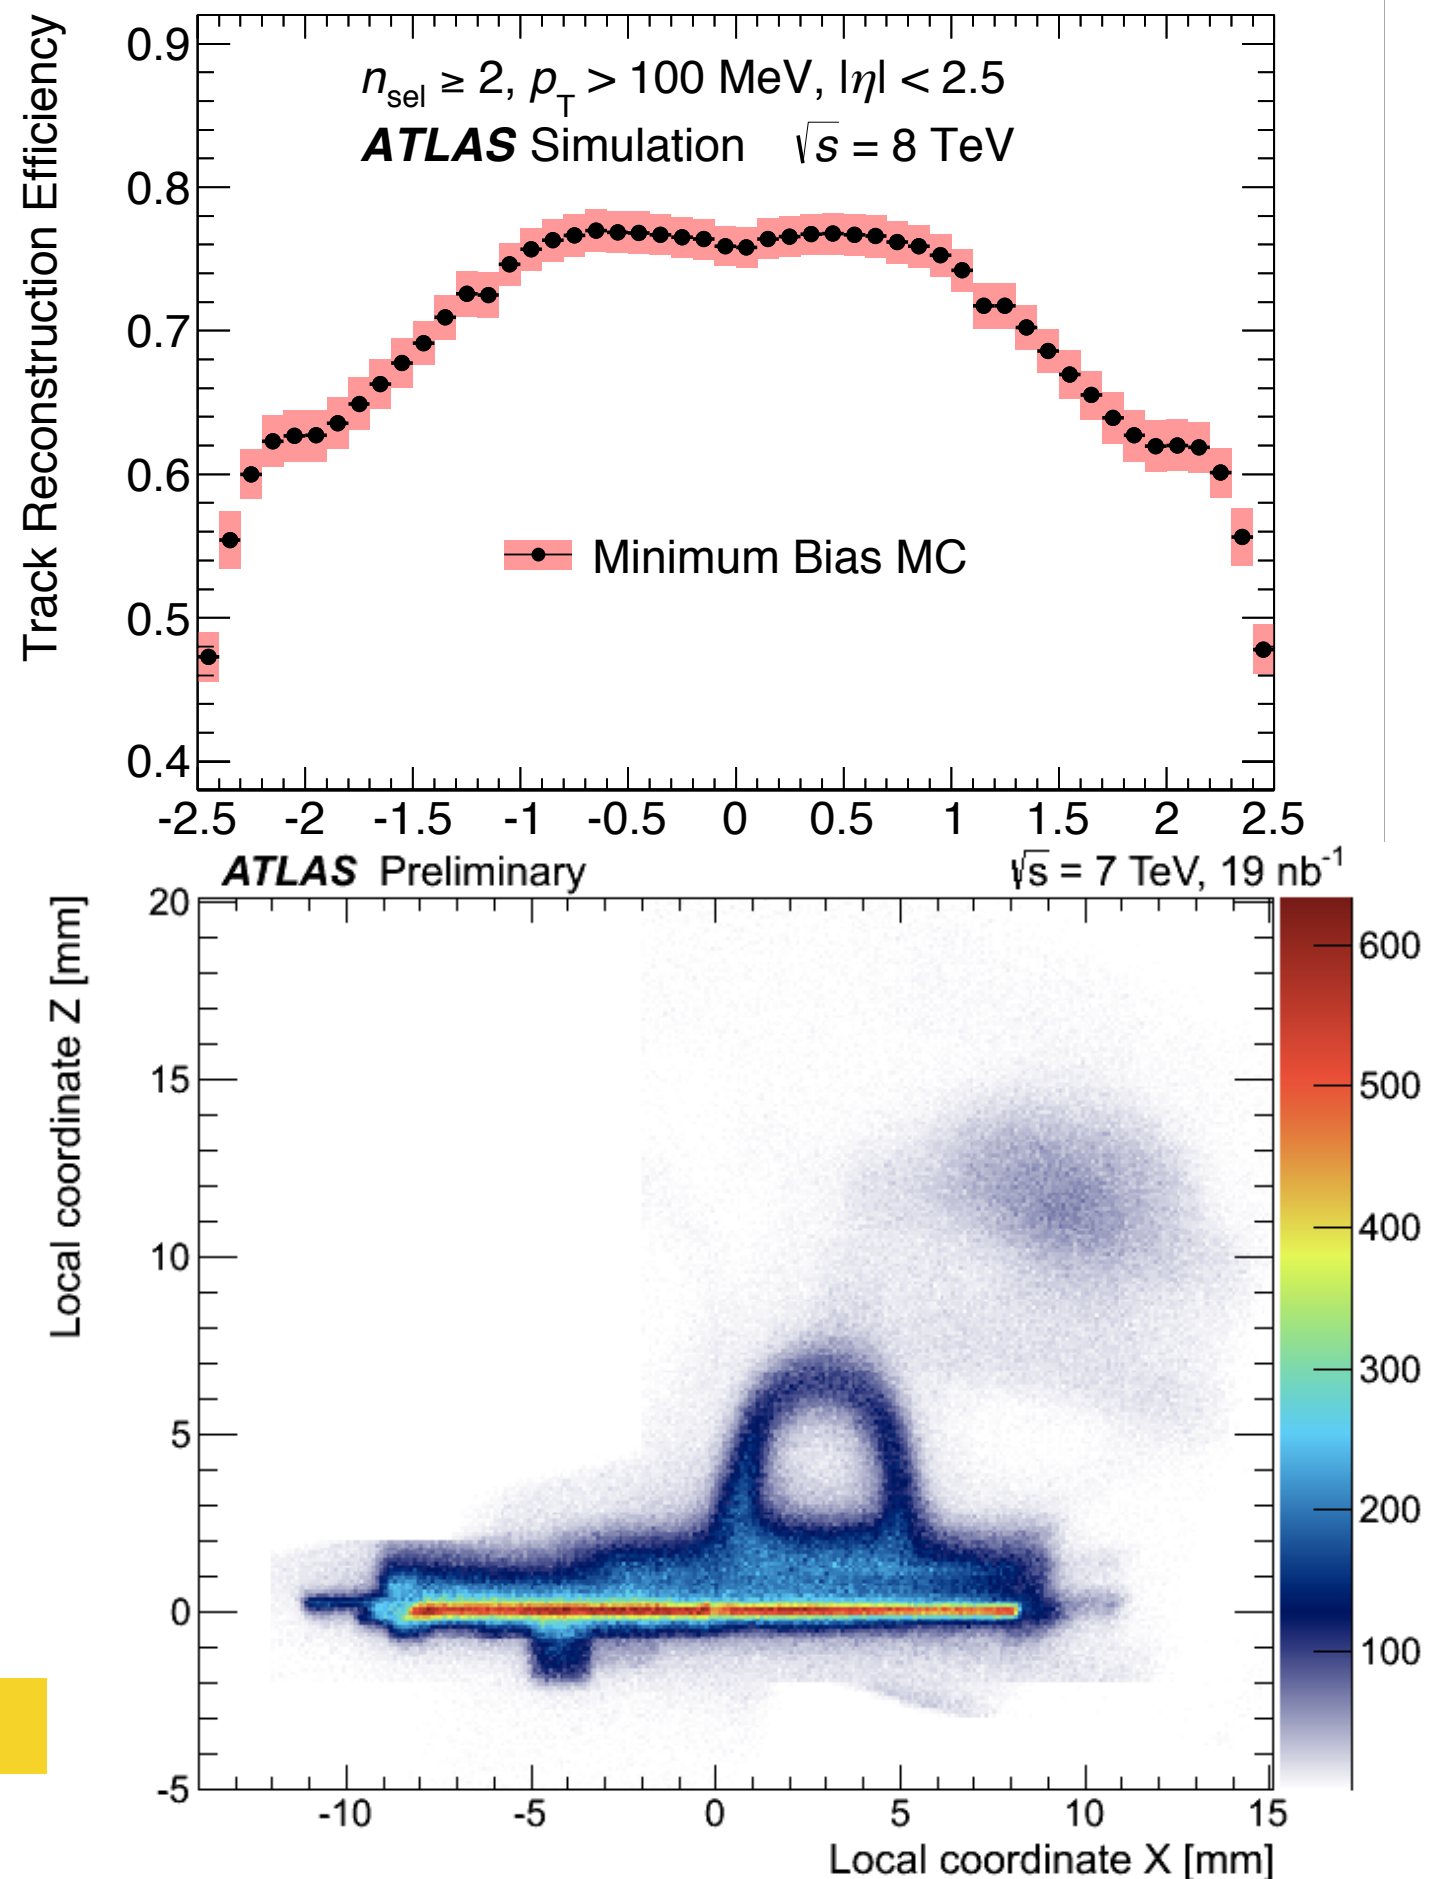 Track Reconstruction Efficiency
0.9
0.8
0.7
0.6
0.5
0.4
n_sel ≥ 2, p_T > 100 MeV, |η| < 2.5
ATLAS Simulation √s = 8 TeV
Minimum Bias MC
-2.5 -2 -1.5 -1 -0.5 0 0.5 1 1.5 2 2.5
ATLAS Preliminary √s = 7 TeV, 19 nb⁻¹
Local coordinate Z [mm]
20
15
10
5
0
-5
600
500
400
300
200
100
-10 -5 0 5 10 15
Local coordinate X [mm]